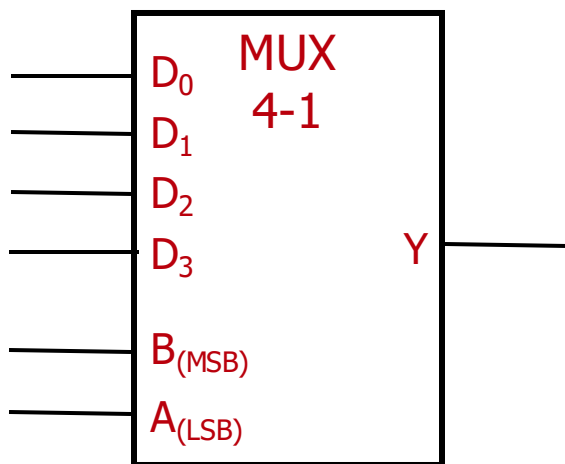 MUX
4-1
D₀
D₁
D₂
D₃
Y
B(MSB)
A(LSB)